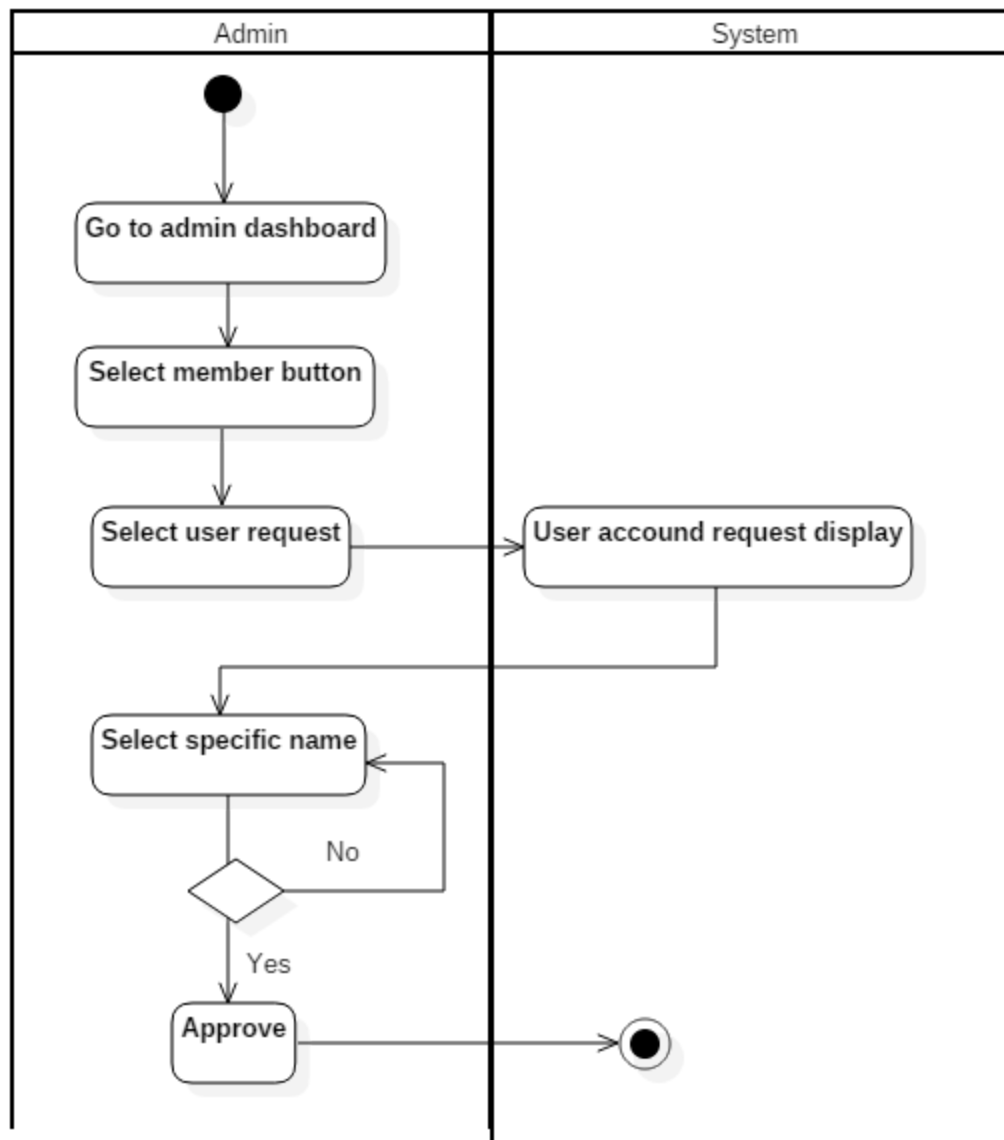 Admin
System
Go to admin dashboard
Select member button
Select user request
User accound request display
Select specific name
No
Yes
Approve